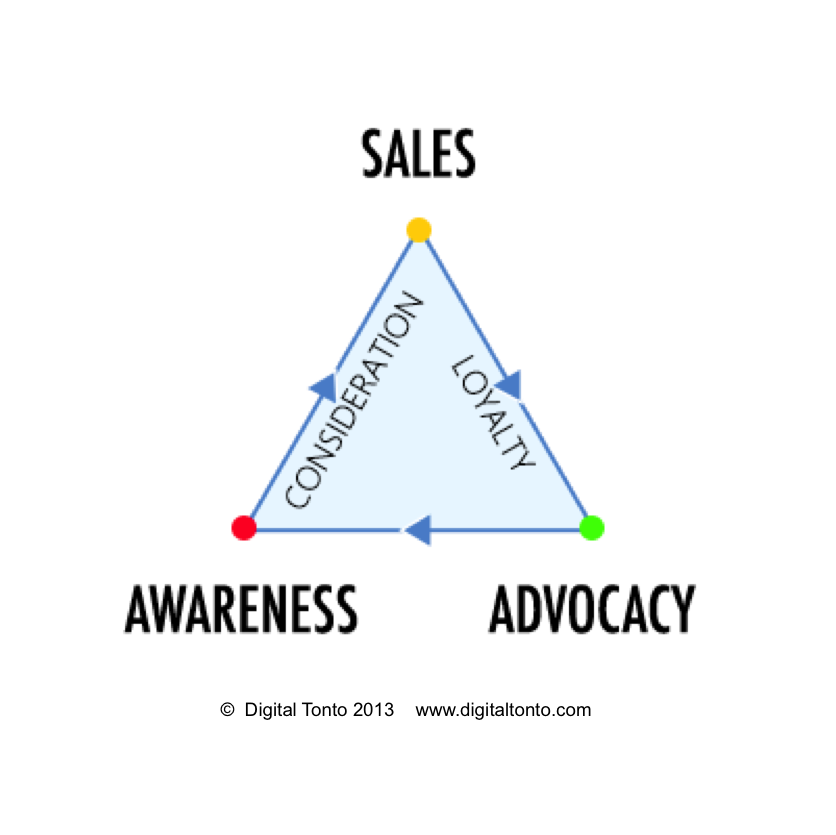 SALES
CONSIDERATION
LOYALTY
AWARENESS
ADVOCACY
© Digital Tonto 2013 www.digitaltonto.com